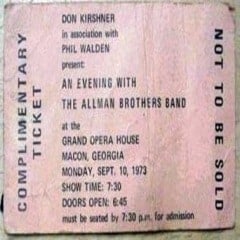 COMPLIMENTARY
TICKET
DON KIRSHNER
in association with
PHIL WALDEN
present:
AN EVENING WITH
THE ALLMAN BROTHERS BAND
at the
GRAND OPERA HOUSE
MACON, GEORGIA
MONDAY, SEPT. 10, 1973
SHOW TIME: 7:30
DOORS OPEN: 6:45
must be seated by 7:30 p.m. for admission
NOT TO BE SOLD